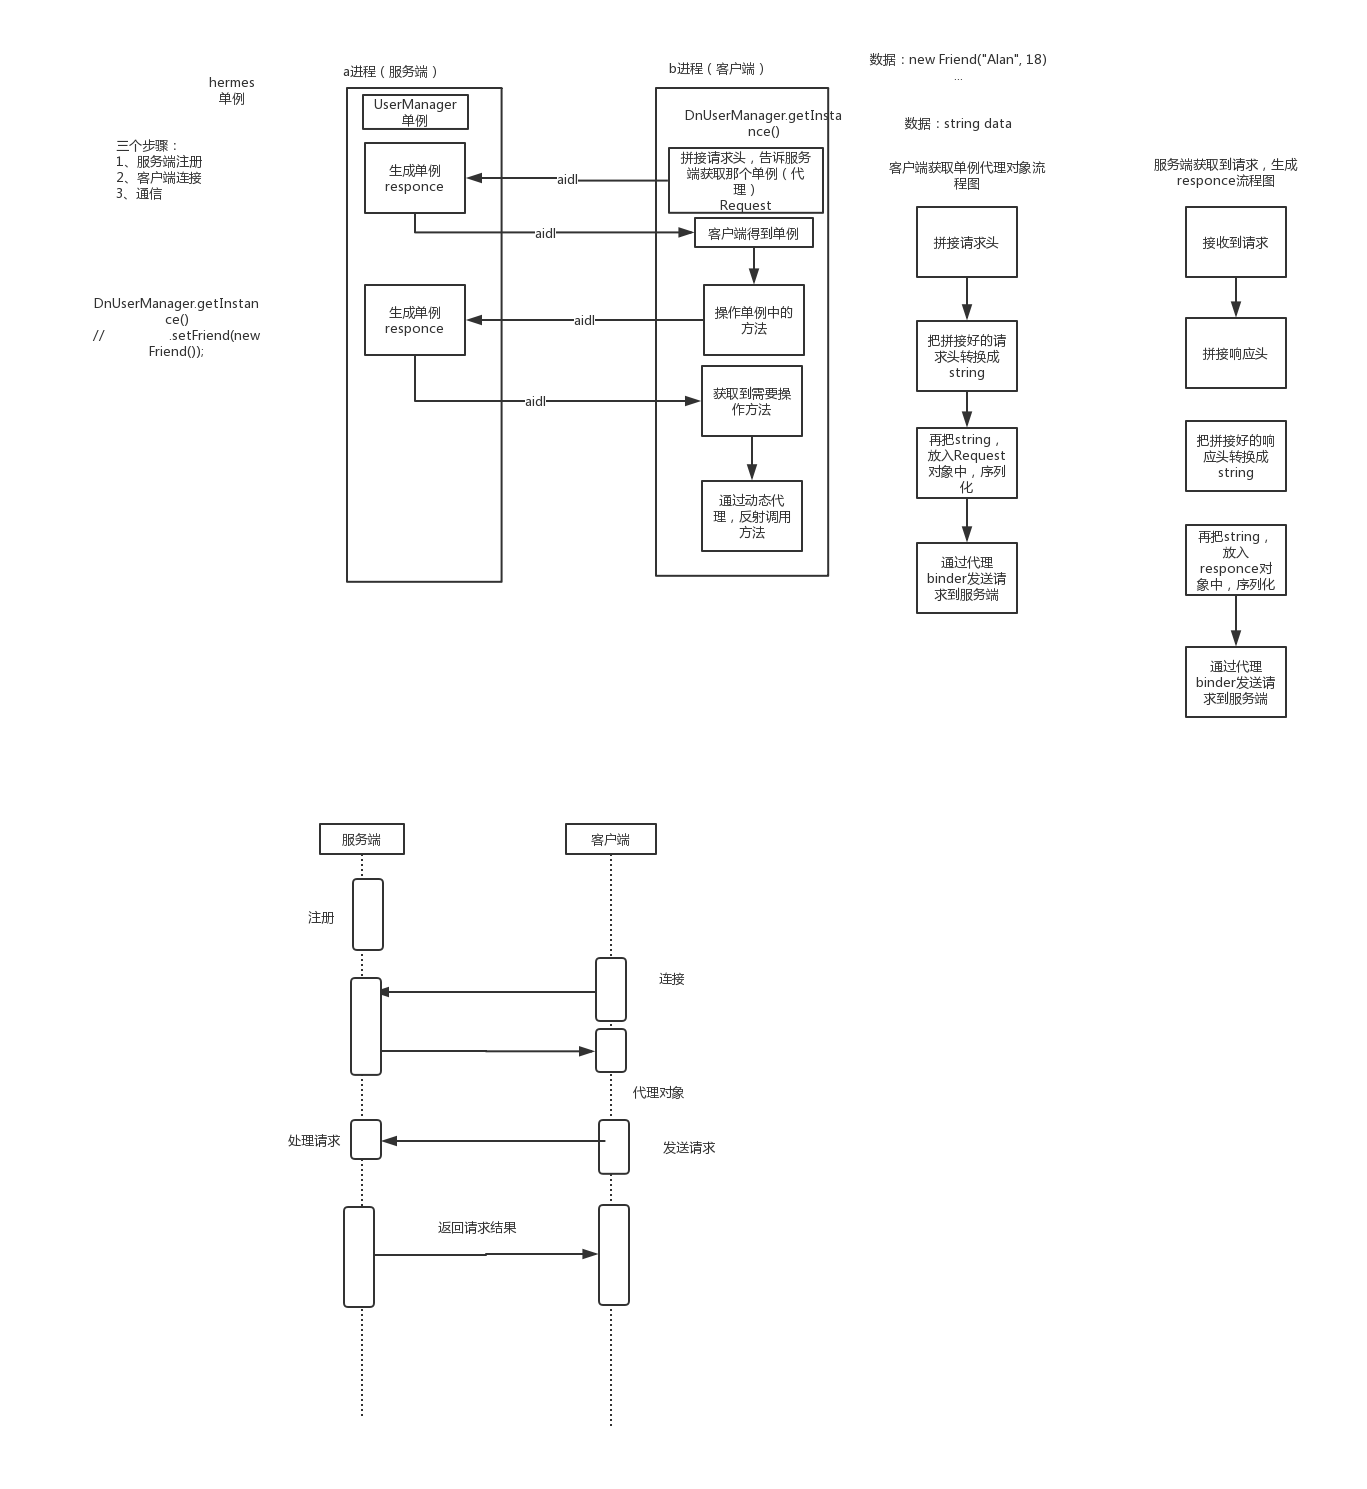 hermes
单例
三个步骤：
1、服务端注册
2、客户端连接
3、通信
DnUserManager.getInstan
ce()
// .setFriend(new
Friend());
a进程（服务端）
UserManager
单例
生成单例
responce
生成单例
responce
aidl
aidl
aidl
aidl
b进程（客户端）
DnUserManager.getInsta
nce()
拼接请求头，告诉服务
端获取那个单例（代
理）
Request
客户端得到单例
操作单例中的
方法
获取到需要操
作方法
通过动态代
理，反射调用
方法
数据：new Friend("Alan", 18)
...
数据：string data
客户端获取单例代理对象流
程图
拼接请求头
把拼接好的请
求头转换成
string
再把string，
放入Request
对象中，序列
化
通过代理
binder发送请
求到服务端
服务端获取到请求，生成
responce流程图
接收到请求
拼接响应头
把拼接好的响
应头转换成
string
再把string，
放入
responce对
象中，序列化
通过代理
binder发送请
求到服务端
服务端
客户端
注册
连接
代理对象
处理请求
发送请求
返回请求结果